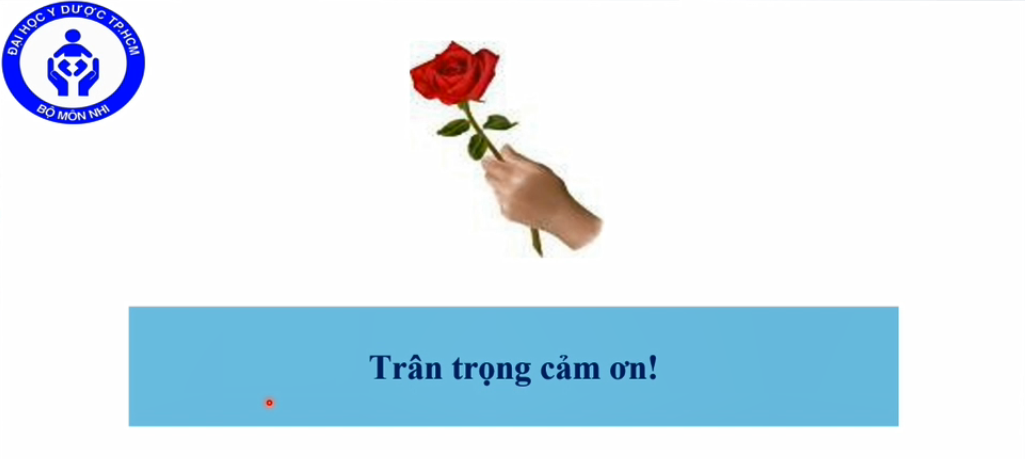 ĐẠI HỌC Y DƯỢC TP.HCM
BỘ MÔN NHI
Trân trọng cảm ơn!